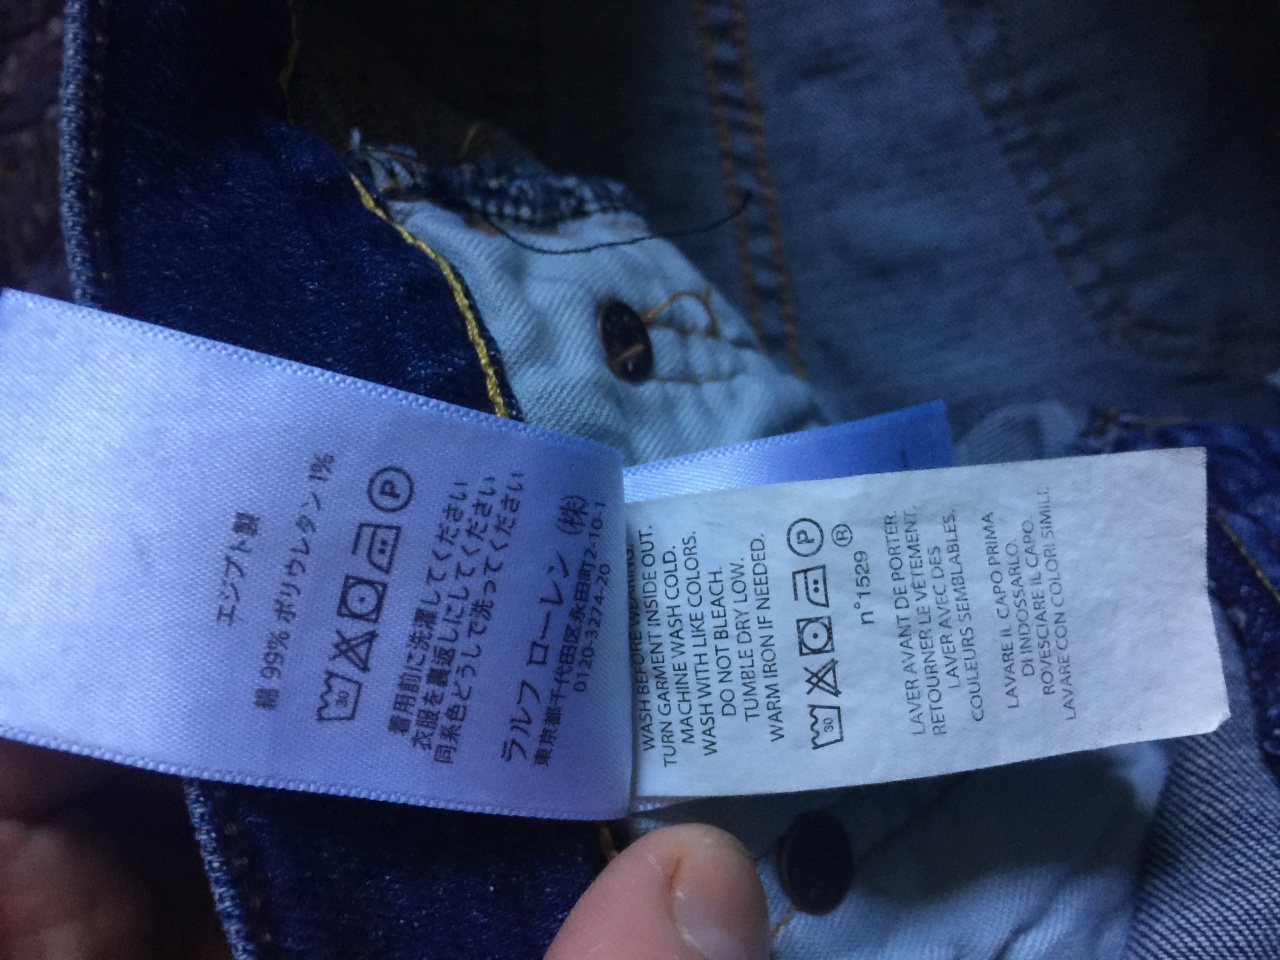 エジプト製
綿 99% ポリウレタン 1%
30 P
着用前に洗濯してください
衣服を裏返しにしてください
同系色どうしで洗ってください
ラルフ ローレン (株)
東京都千代田区永田町2-10-1
0120-3274-20
WASH BEFORE WEARING.
TURN GARMENT INSIDE OUT.
MACHINE WASH COLD.
WASH WITH LIKE COLORS.
DO NOT BLEACH.
TUMBLE DRY LOW.
WARM IRON IF NEEDED.
30 P
®
n°1529
LAVER AVANT DE PORTER.
RETOURNER LE VÊTEMENT.
LAVER AVEC DES
COULEURS SEMBLABLES.
LAVARE IL CAPO PRIMA
DI INDOSSARLO.
ROVESCIARE IL CAPO.
LAVARE CON COLORI SIMILI.